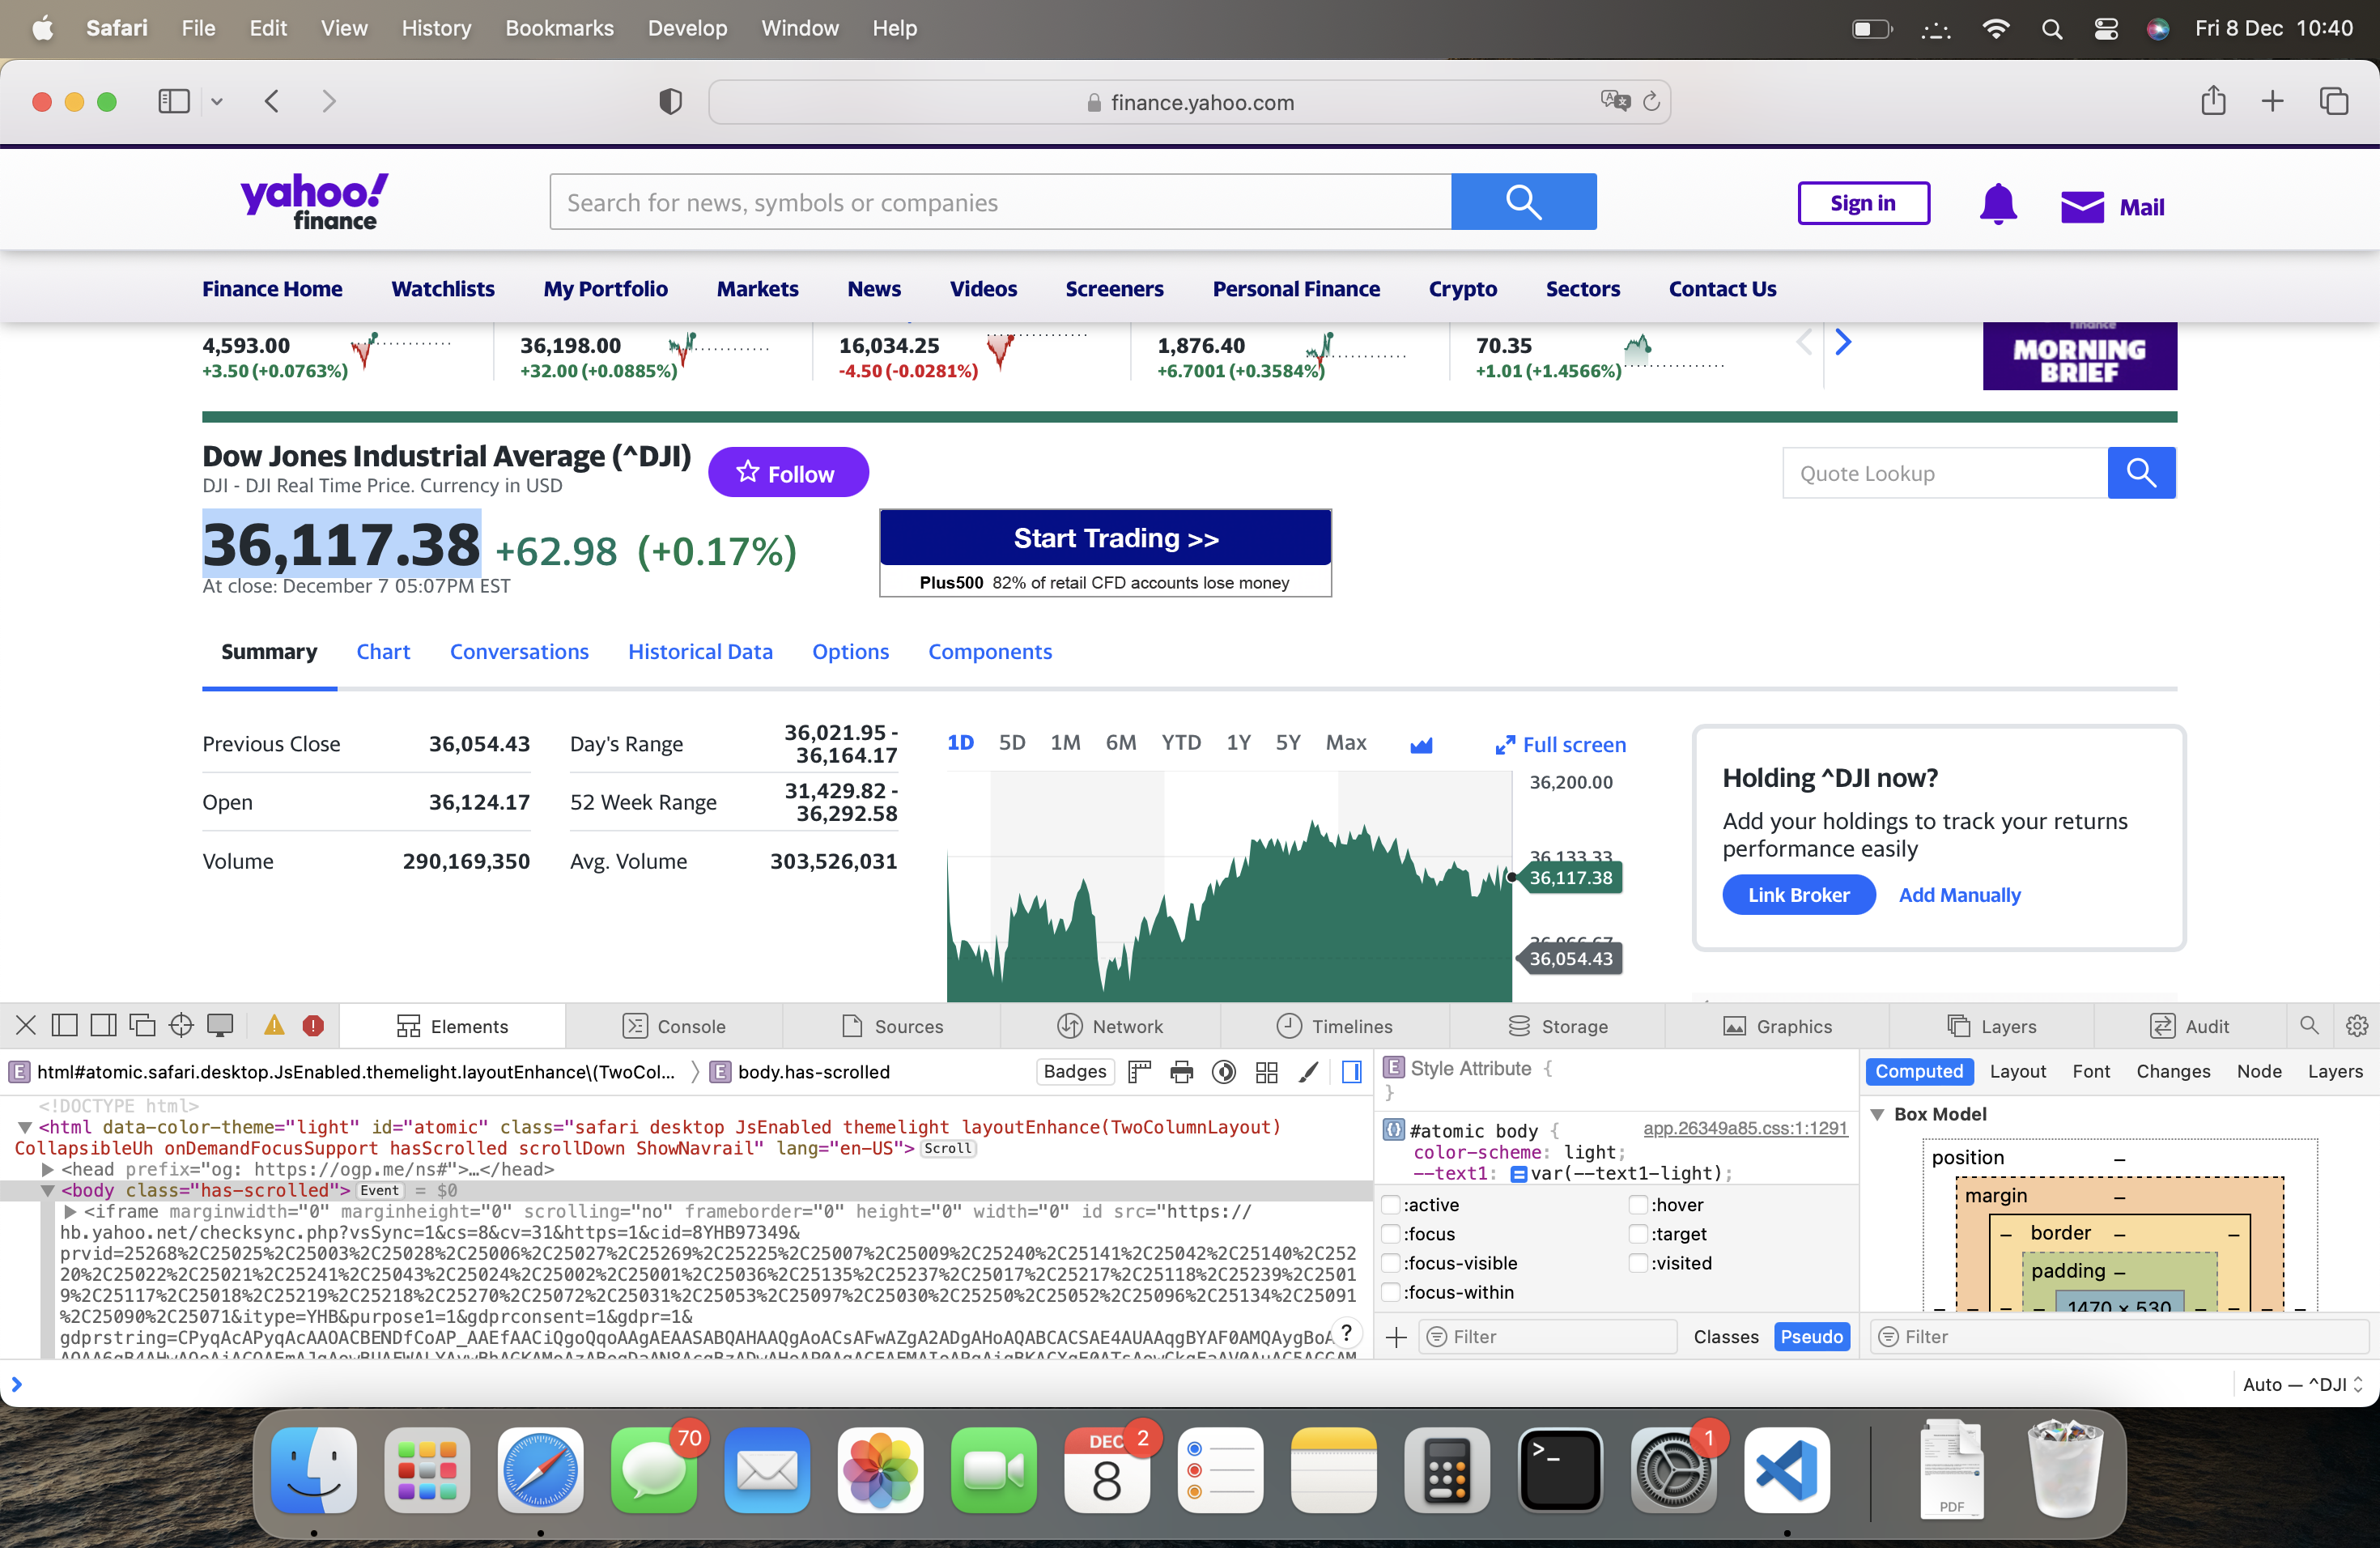 Safari File Edit View History Bookmarks Develop Window Help Fri 8 Dec 10:40
finance.yahoo.com
yahoo!
finance
Search for news, symbols or companies
Sign in
Mail
Finance Home Watchlists My Portfolio Markets News Videos Screeners Personal Finance Crypto Sectors Contact Us
4,593.00 36,198.00 16,034.25 1,876.40 70.35
+3.50 (+0.0763%) +32.00 (+0.0885%) -4.50 (-0.0281%) +6.7001 (+0.3584%) +1.01 (+1.4566%)
finance
MORNING
BRIEF
Dow Jones Industrial Average (^DJI)
DJI - DJI Real Time Price. Currency in USD
Follow
Quote Lookup
36,117.38 +62.98 (+0.17%)
At close: December 7 05:07PM EST
Start Trading >>
Plus500 82% of retail CFD accounts lose money
Summary Chart Conversations Historical Data Options Components
Previous Close 36,054.43
Open 36,124.17
Volume 290,169,350
Day's Range 36,021.95 -
36,164.17
52 Week Range 31,429.82 -
36,292.58
Avg. Volume 303,526,031
1D 5D 1M 6M YTD 1Y 5Y Max Full screen
36,200.00
36,133.33
36,117.38
36,066.67
36,054.43
Holding ^DJI now?
Add your holdings to track your returns
performance easily
Link Broker Add Manually
Elements Console Sources Network Timelines Storage Graphics Layers Audit
E html#atomic.safari.desktop.JsEnabled.themelight.layoutEnhance\(TwoCol... E body.has-scrolled Badges
<!DOCTYPE html>
<html data-color-theme="light" id="atomic" class="safari desktop JsEnabled themelight layoutEnhance(TwoColumnLayout)
CollapsibleUh onDemandFocusSupport hasScrolled scrollDown ShowNavrail" lang="en-US"> Scroll
<head prefix="og: https://ogp.me/ns#">…</head>
<body class="has-scrolled"> Event = $0
<iframe marginwidth="0" marginheight="0" scrolling="no" frameborder="0" height="0" width="0" id src="https://
hb.yahoo.net/checksync.php?vsSync=1&cs=8&cv=31&https=1&cid=8YHB97349&
prvid=25268%2C25025%2C25003%2C25028%2C25006%2C25027%2C25269%2C25225%2C25007%2C25009%2C25240%2C25141%2C25042%2C25140%2C252
20%2C25022%2C25021%2C25241%2C25043%2C25024%2C25002%2C25001%2C25036%2C25135%2C25237%2C25017%2C25217%2C25118%2C25239%2C2501
9%2C25117%2C25018%2C25219%2C25218%2C25270%2C25072%2C25031%2C25053%2C25097%2C25030%2C25250%2C25052%2C25096%2C25134%2C25091
%2C25090%2C25071&itype=YHB&purpose1=1&gdprconsent=1&gdpr=1&
?
E Style Attribute {
}
#atomic body { app.26349a85.css:1:1291
color-scheme: light;
--text1: var(--text1-light);
:active :hover
:focus :target
:focus-visible :visited
:focus-within
Filter Classes Pseudo
Computed Layout Font Changes Node Layers
Box Model
position –
margin –
– border – –
padding –
1470 × 530
Filter
Auto — ^DJI
70
DEC 2
8
>_
1
PDF